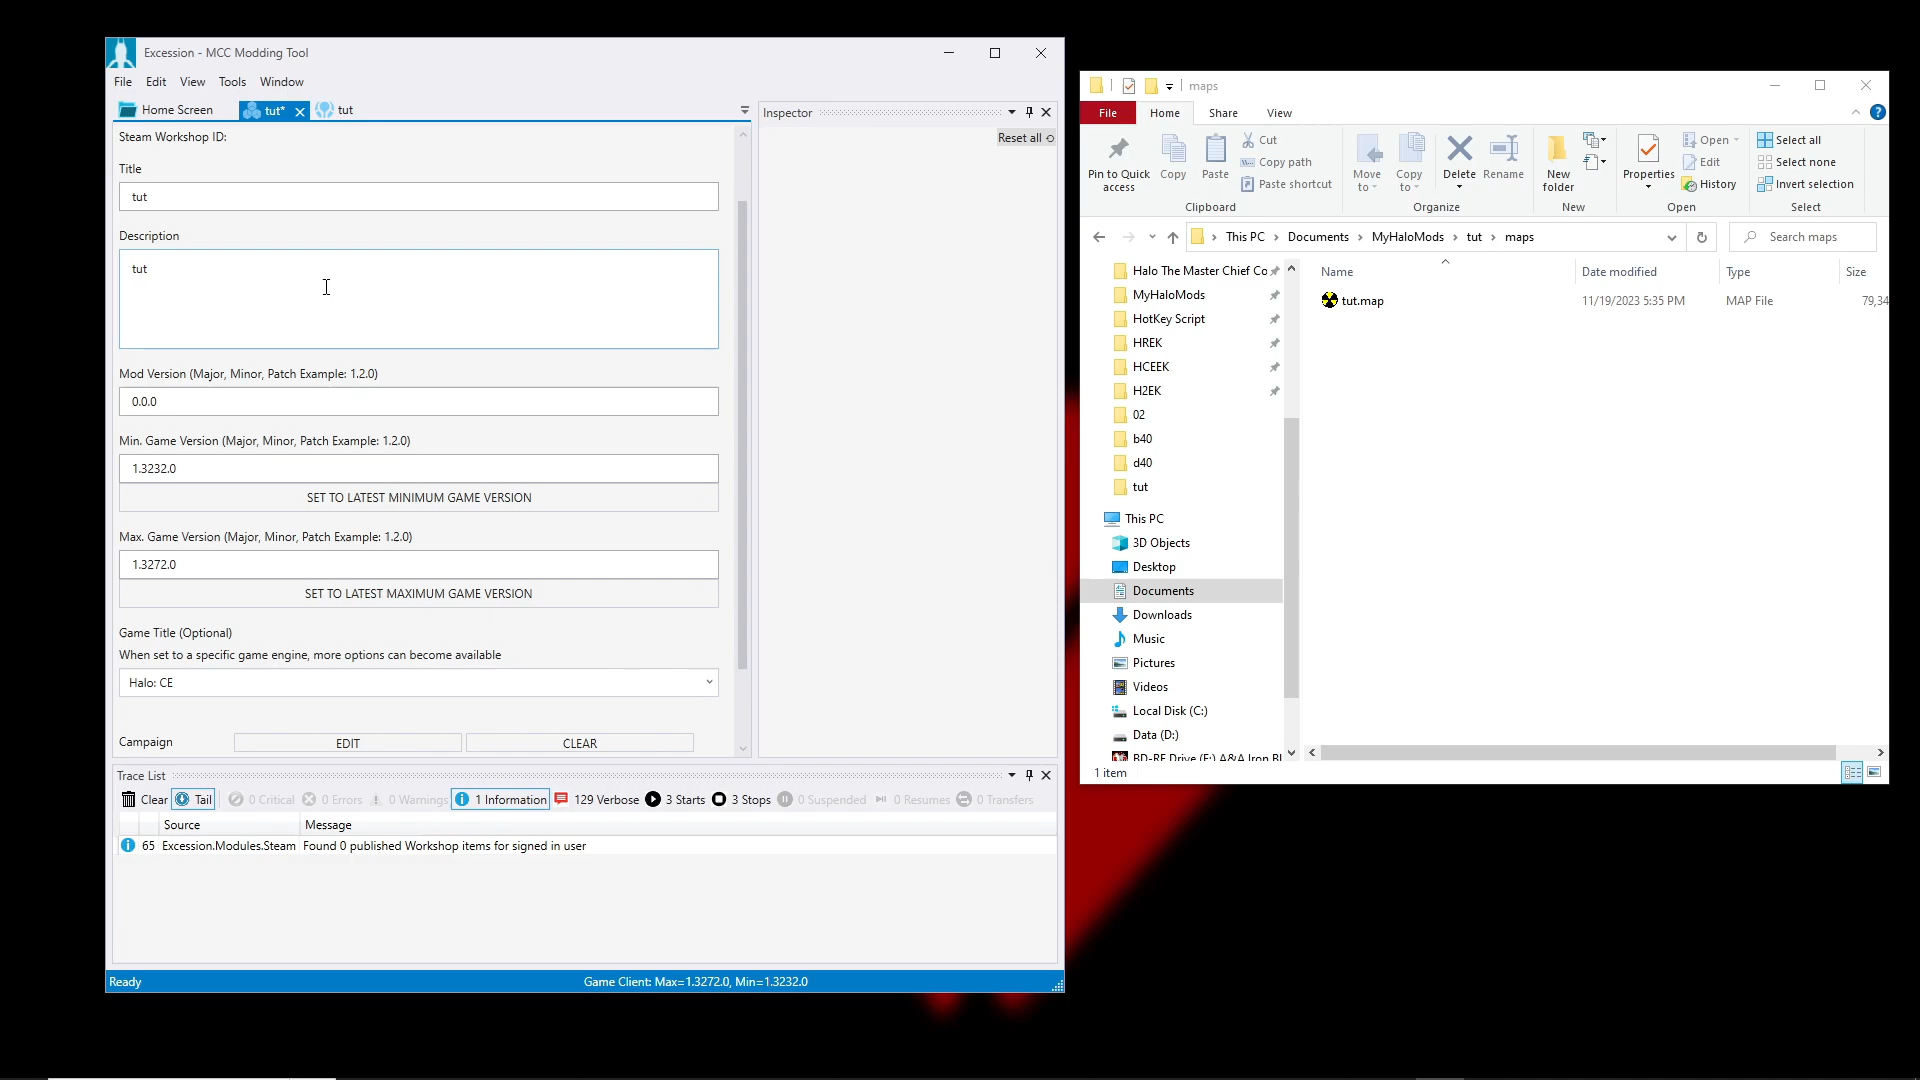 Excession - MCC Modding Tool
File Edit View Tools Window
Home Screen tut* tut
Steam Workshop ID:
Title
tut
Description
tut
Mod Version (Major, Minor, Patch Example: 1.2.0)
0.0.0
Min. Game Version (Major, Minor, Patch Example: 1.2.0)
1.3232.0
SET TO LATEST MINIMUM GAME VERSION
Max. Game Version (Major, Minor, Patch Example: 1.2.0)
1.3272.0
SET TO LATEST MAXIMUM GAME VERSION
Game Title (Optional)
When set to a specific game engine, more options can become available
Halo: CE
Campaign EDIT CLEAR
Inspector
Reset all
Trace List
Clear Tail 0 Critical 0 Errors 0 Warnings 1 Information 129 Verbose 3 Starts 3 Stops 0 Suspended 0 Resumes 0 Transfers
Source Message
65 Excession.Modules.Steam Found 0 published Workshop items for signed in user
Ready Game Client: Max=1.3272.0, Min=1.3232.0
maps
File Home Share View
Pin to Quick access
Copy
Paste
Cut
Copy path
Paste shortcut
Clipboard
Move to
Copy to
Delete
Rename
Organize
New folder
New
Properties
Open
Edit
History
Open
Select all
Select none
Invert selection
Select
This PC Documents MyHaloMods tut maps
Search maps
Name Date modified Type Size
tut.map 11/19/2023 5:35 PM MAP File 79,34
Halo The Master Chief Co
MyHaloMods
HotKey Script
HREK
HCEEK
H2EK
02
b40
d40
tut
This PC
3D Objects
Desktop
Documents
Downloads
Music
Pictures
Videos
Local Disk (C:)
Data (D:)
BD-RE Drive (E:) A&A Iron Bl
1 item